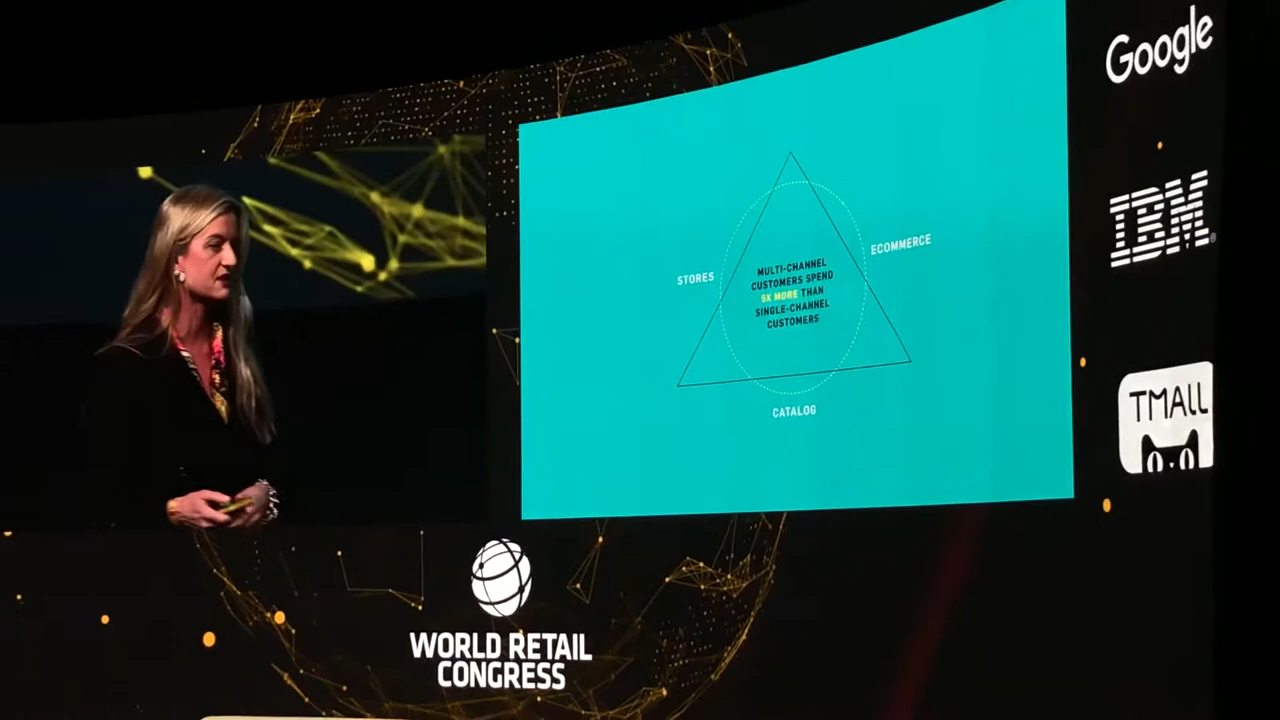 Google
IBM
TMALL
STORES
ECOMMERCE
MULTI-CHANNEL
CUSTOMERS SPEND
5X MORE THAN
SINGLE-CHANNEL
CUSTOMERS
CATALOG
WORLD RETAIL
CONGRESS